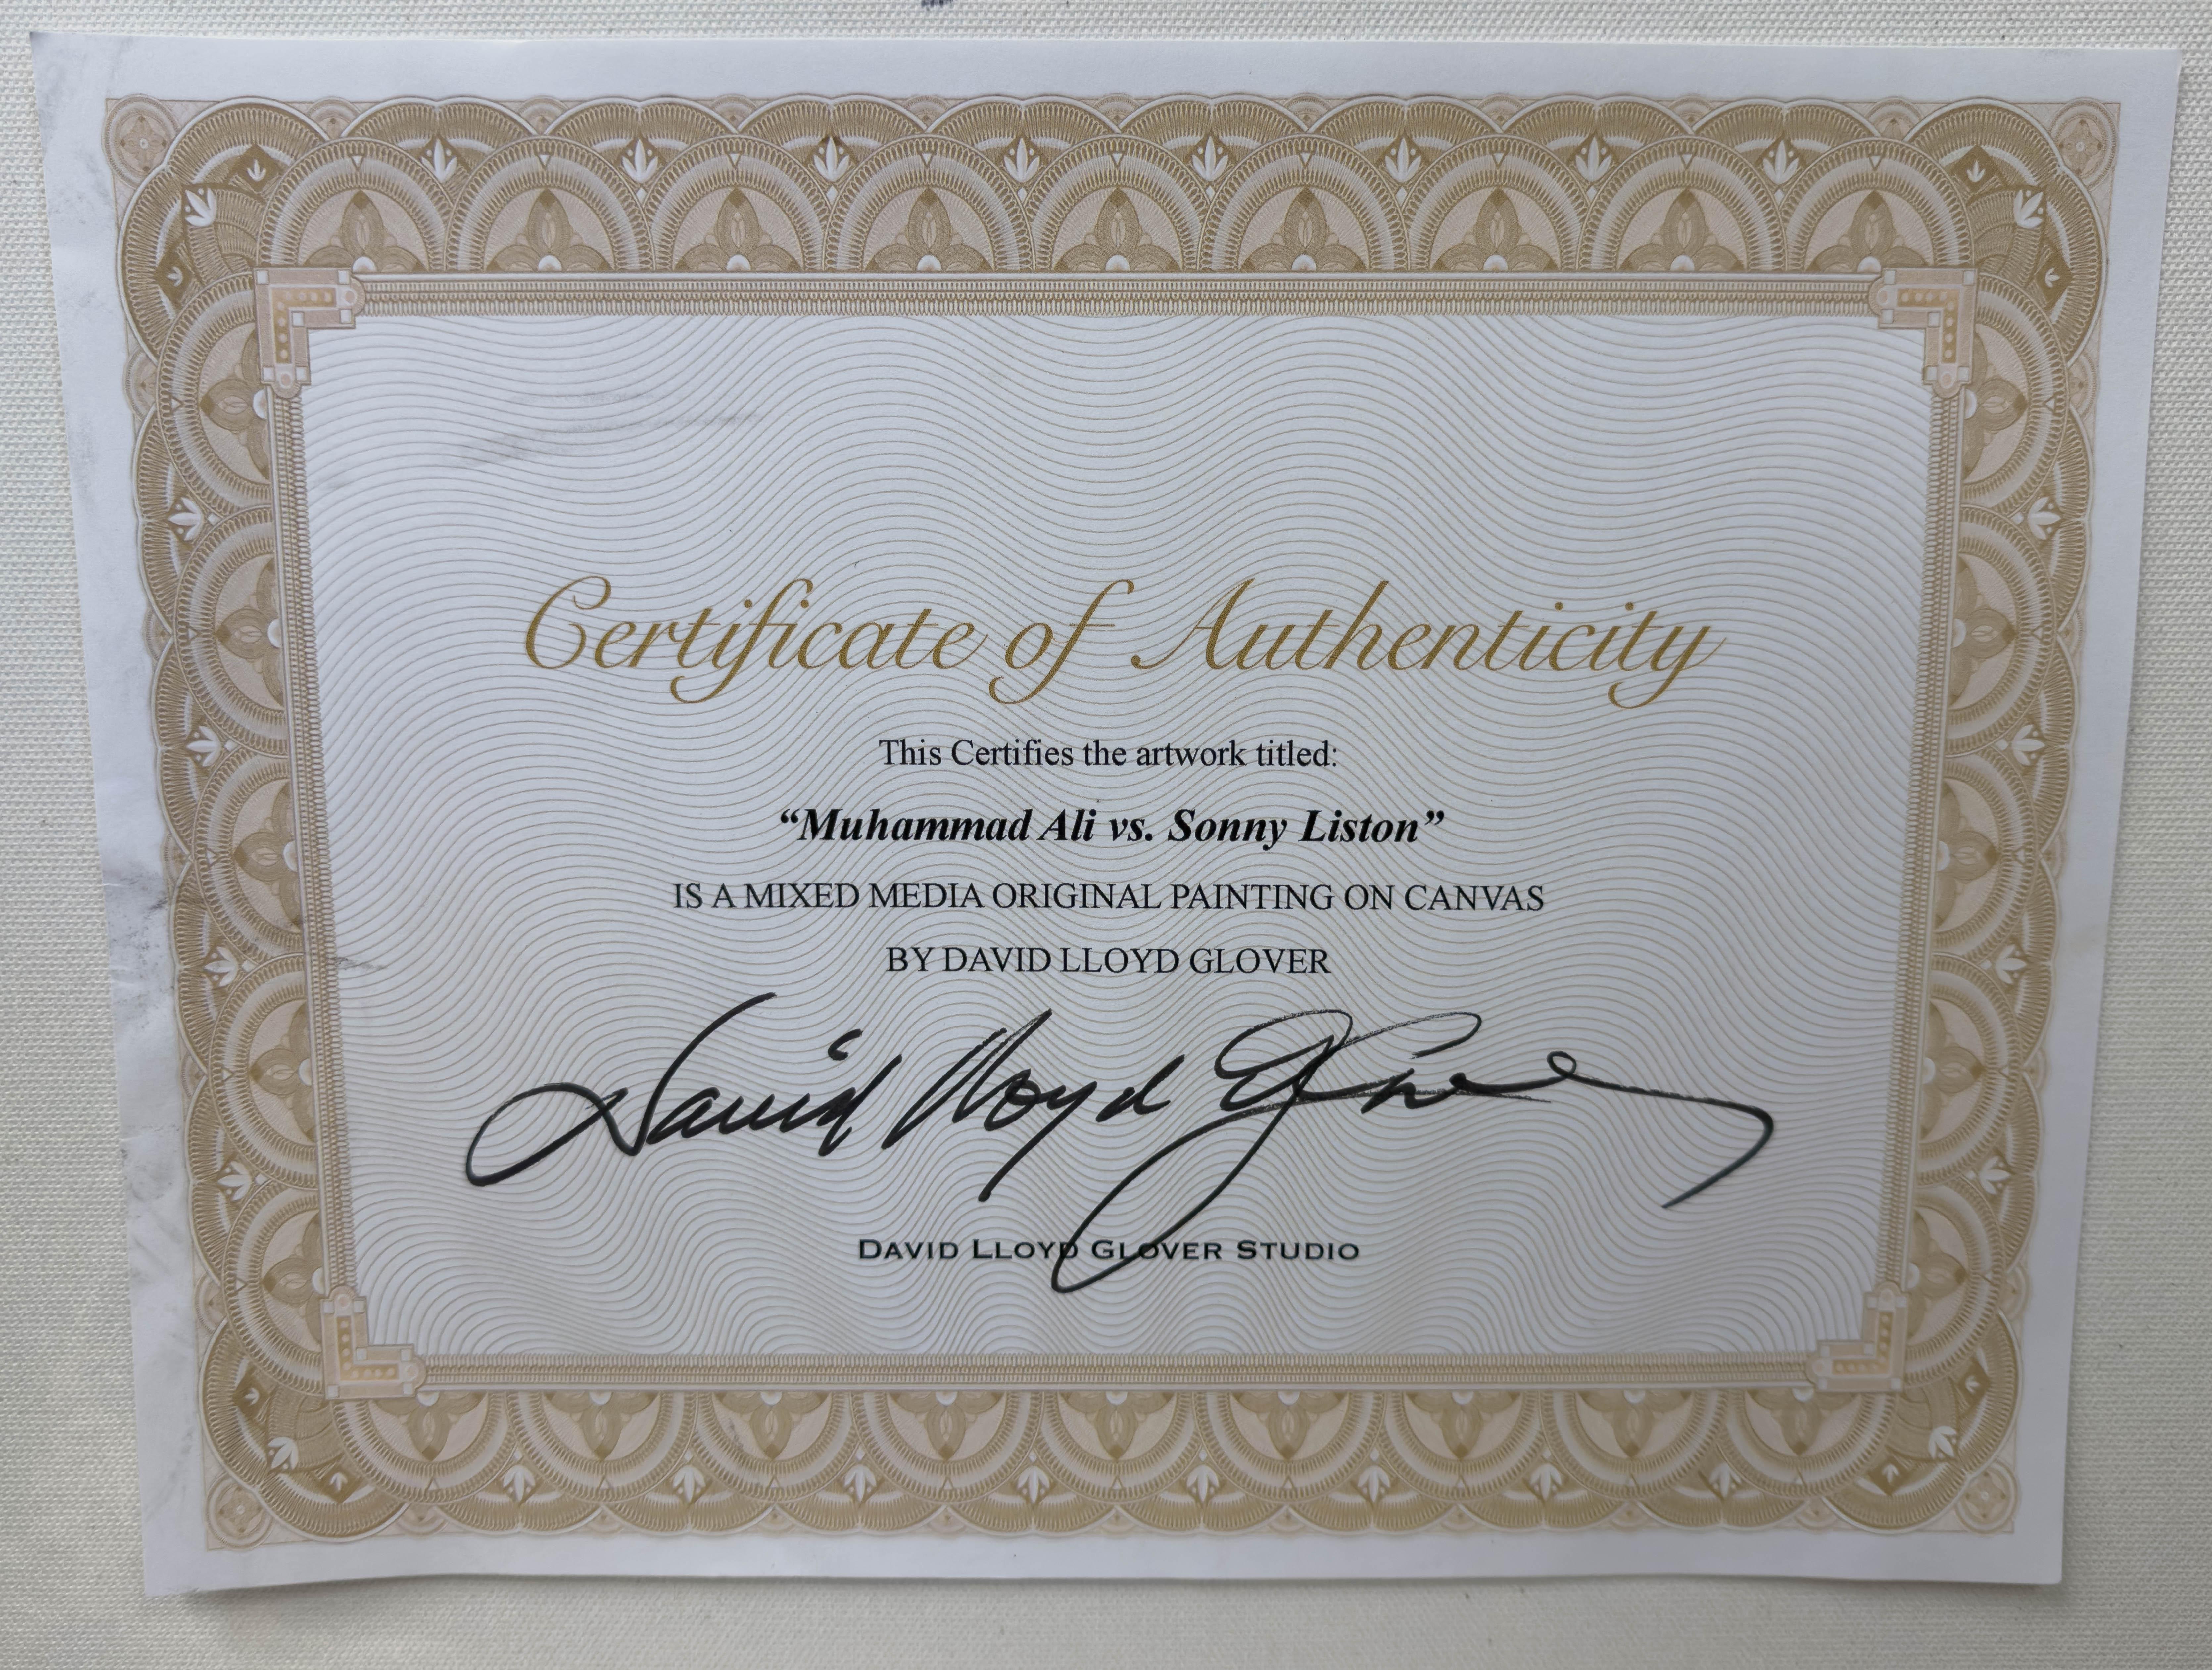 Certificate of Authenticity
This Certifies the artwork titled:
“Muhammad Ali vs. Sonny Liston”
IS A MIXED MEDIA ORIGINAL PAINTING ON CANVAS
BY DAVID LLOYD GLOVER
David Lloyd Glover
DAVID LLOYD GLOVER STUDIO